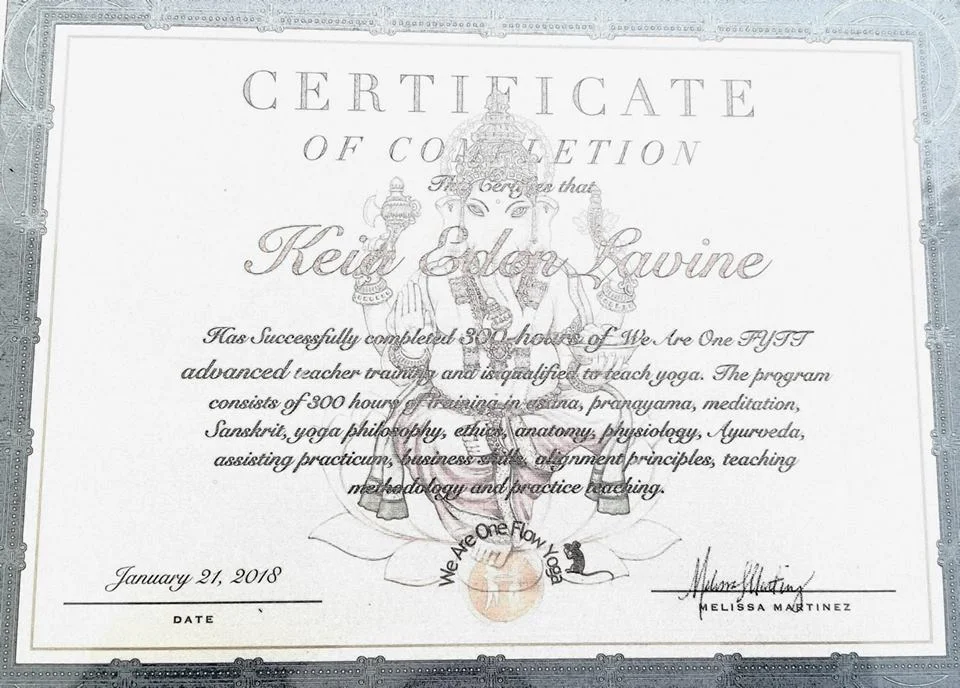 CERTIFICATE
OF COMPLETION
This Certifies that
Eden Lavine
Has Successfully completed 300-hours of We Are One FYTT
advanced teacher training and is qualified to teach yoga. The program
consists of 300 hours of training in asana, pranayama, meditation,
Sanskrit, yoga philosophy, ethics, anatomy, physiology, Ayurveda,
assisting practicum, business skills, alignment principles, teaching
methodology and practice teaching.
We Are One Flow Yoga
January 21, 2018
DATE
Melissa Martinez
MELISSA MARTINEZ